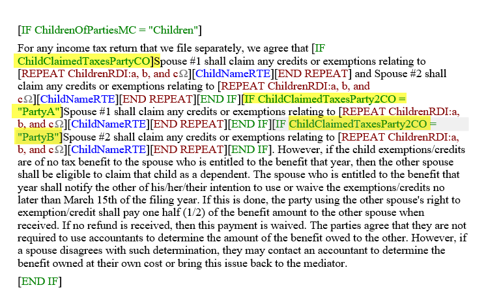 [IF ChildrenOfPartiesMC = "Children"]
For any income tax return that we file separately, we agree that [IF
ChildClaimedTaxesPartyCO]Spouse #1 shall claim any credits or exemptions relating to
[REPEAT ChildrenRDI:a, b, and cΩ][ChildNameRTE][END REPEAT] and Spouse #2 shall
claim any credits or exemptions relating to [REPEAT ChildrenRDI:a, b, and
cΩ][ChildNameRTE][END REPEAT][END IF][IF ChildClaimedTaxesParty2CO =
"PartyA"]Spouse #1 shall claim any credits or exemptions relating to [REPEAT ChildrenRDI:a,
b, and cΩ][ChildNameRTE][END REPEAT][END IF][IF ChildClaimedTaxesParty2CO =
"PartyB"]Spouse #2 shall claim any credits or exemptions relating to [REPEAT ChildrenRDI:a,
b, and cΩ][ChildNameRTE][END REPEAT][END IF]. However, if the child exemptions/credits
are of no tax benefit to the spouse who is entitled to the benefit that year, then the other spouse
shall be eligible to claim that child as a dependent. The spouse who is entitled to the benefit that
year shall notify the other of his/her/their intention to use or waive the exemptions/credits no
later than March 15th of the filing year. If this is done, the party using the other spouse's right to
exemption/credit shall pay one half (1/2) of the benefit amount to the other spouse when
received. If no refund is received, then this payment is waived. The parties agree that they are not
required to use accountants to determine the amount of the benefit owed to the other. However, if
a spouse disagrees with such determination, they may contact an accountant to determine the
benefit owned at their own cost or bring this issue back to the mediator.
[END IF]